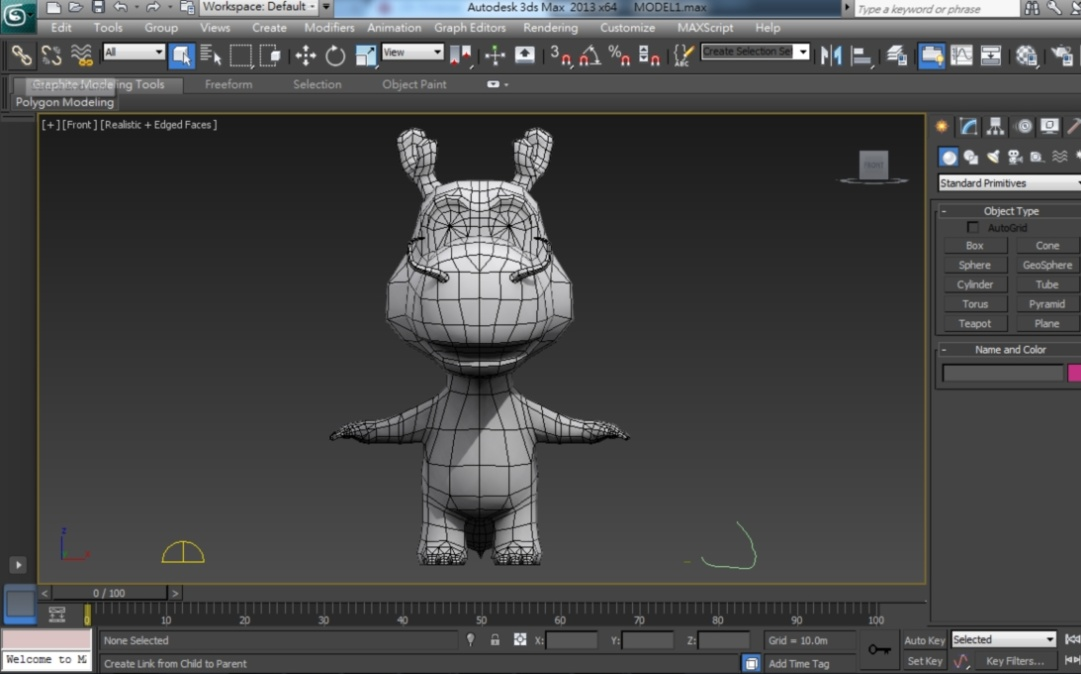 Workspace: Default
Autodesk 3ds Max 2013 x64 MODEL1.max
Type a keyword or phrase
Edit Tools Group Views Create Modifiers Animation Graph Editors Rendering Customize MAXScript Help
All View 3 Create Selection Se
Graphite Modeling Tools Freeform Selection Object Paint
Polygon Modeling
[+] [Front] [Realistic + Edged Faces]
FRONT
Standard Primitives
- Object Type
AutoGrid
Box Cone
Sphere GeoSphere
Cylinder Tube
Torus Pyramid
Teapot Plane
- Name and Color
z
x
< 0 / 100 >
0 10 20 30 40 50 60 70 80 90 100
None Selected X: Y: Z: Grid = 10.0m Auto Key Selected
Welcome to M
Create Link from Child to Parent Add Time Tag Set Key Key Filters...